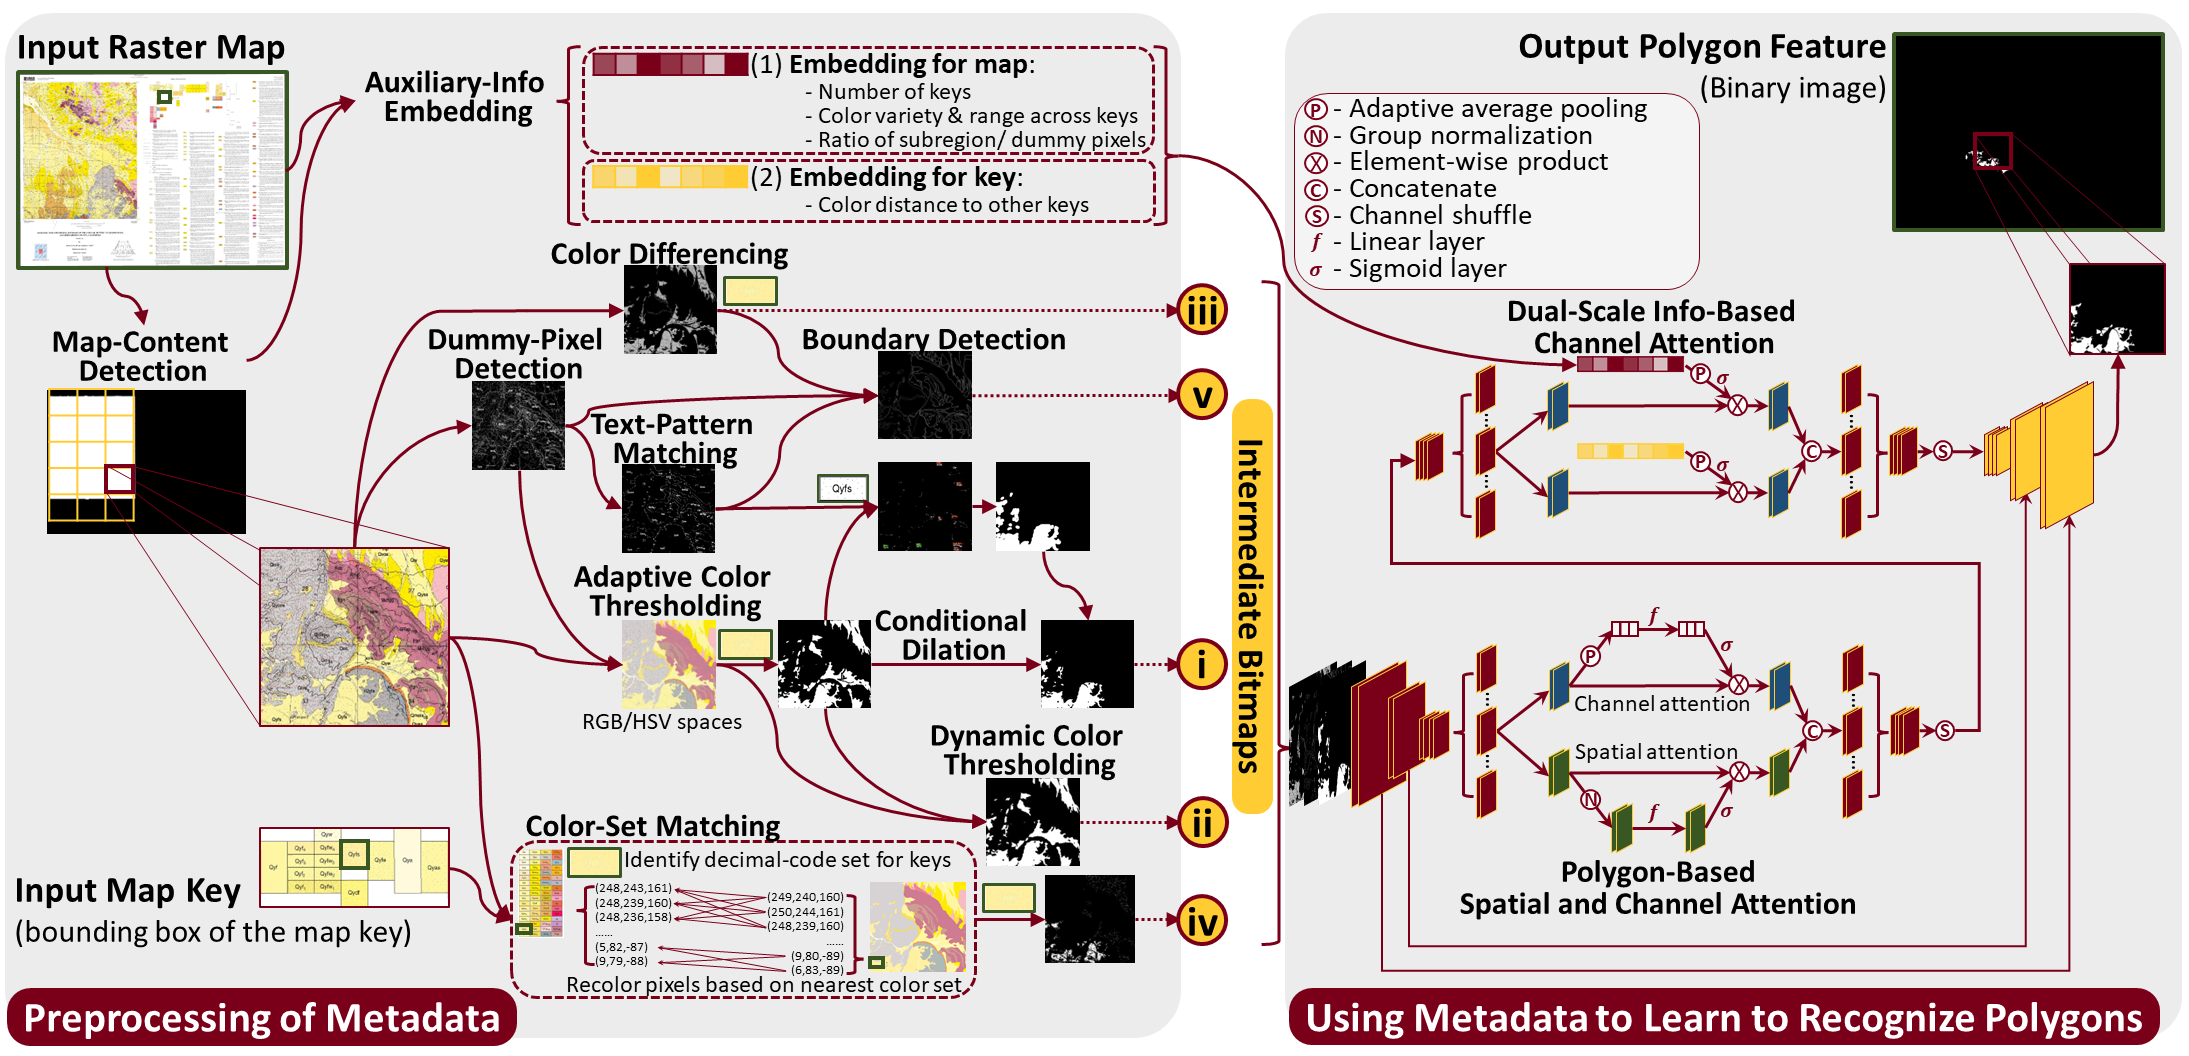 Input Raster Map
Auxiliary-Info
Embedding
(1) Embedding for map:
- Number of keys
- Color variety & range across keys
- Ratio of subregion/ dummy pixels
(2) Embedding for key:
- Color distance to other keys
Map-Content
Detection
Color Differencing
iii
Dummy-Pixel
Detection
Boundary Detection
v
Text-Pattern
Matching
Qyfs
Adaptive Color
Thresholding
RGB/HSV spaces
Conditional
Dilation
i
Dynamic Color
Thresholding
ii
Input Map Key
(bounding box of the map key)
Color-Set Matching
Identify decimal-code set for keys
(248,243,161)
(248,239,160)
(248,236,158)
......
(5,82,-87)
(9,79,-88)
(249,240,160)
(250,244,161)
(248,239,160)
......
(9,80,-89)
(6,83,-89)
Recolor pixels based on nearest color set
iv
Preprocessing of Metadata
Intermediate Bitmaps
Output Polygon Feature
(Binary image)
P - Adaptive average pooling
N - Group normalization
X - Element-wise product
C - Concatenate
S - Channel shuffle
f - Linear layer
σ - Sigmoid layer
Dual-Scale Info-Based
Channel Attention
P σ
X
P σ
X
C
S
f
P
σ
X
Channel attention
Spatial attention
X
N
f
σ
C
S
Polygon-Based
Spatial and Channel Attention
Using Metadata to Learn to Recognize Polygons